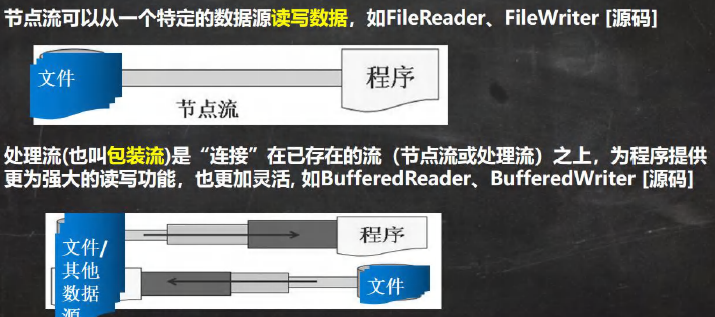 节点流可以从一个特定的数据源读写数据，如FileReader、FileWriter [源码]
文件
程序
节点流
处理流(也叫包装流)是“连接”在已存在的流（节点流或处理流）之上，为程序提供
更为强大的读写功能，也更加灵活, 如BufferedReader、BufferedWriter [源码]
程序
文件/
其他
数据
源
文件